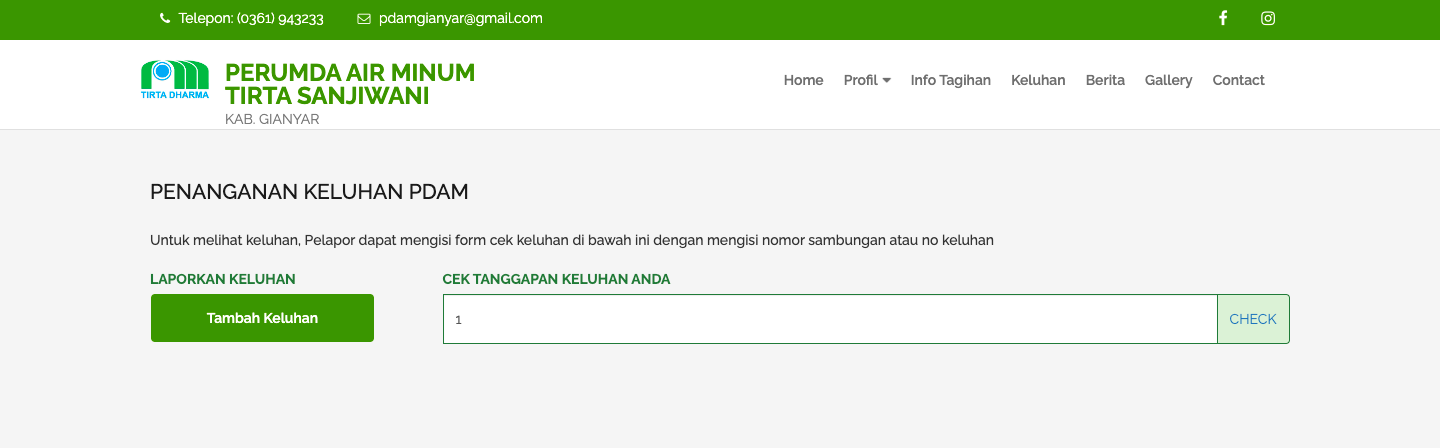 Telepon: (0361) 943233 pdamgianyar@gmail.com
TIRTA DHARMA
PERUMDA AIR MINUM
TIRTA SANJIWANI
KAB. GIANYAR
Home Profil Info Tagihan Keluhan Berita Gallery Contact
PENANGANAN KELUHAN PDAM
Untuk melihat keluhan, Pelapor dapat mengisi form cek keluhan di bawah ini dengan mengisi nomor sambungan atau no keluhan
LAPORKAN KELUHAN
Tambah Keluhan
CEK TANGGAPAN KELUHAN ANDA
1 CHECK